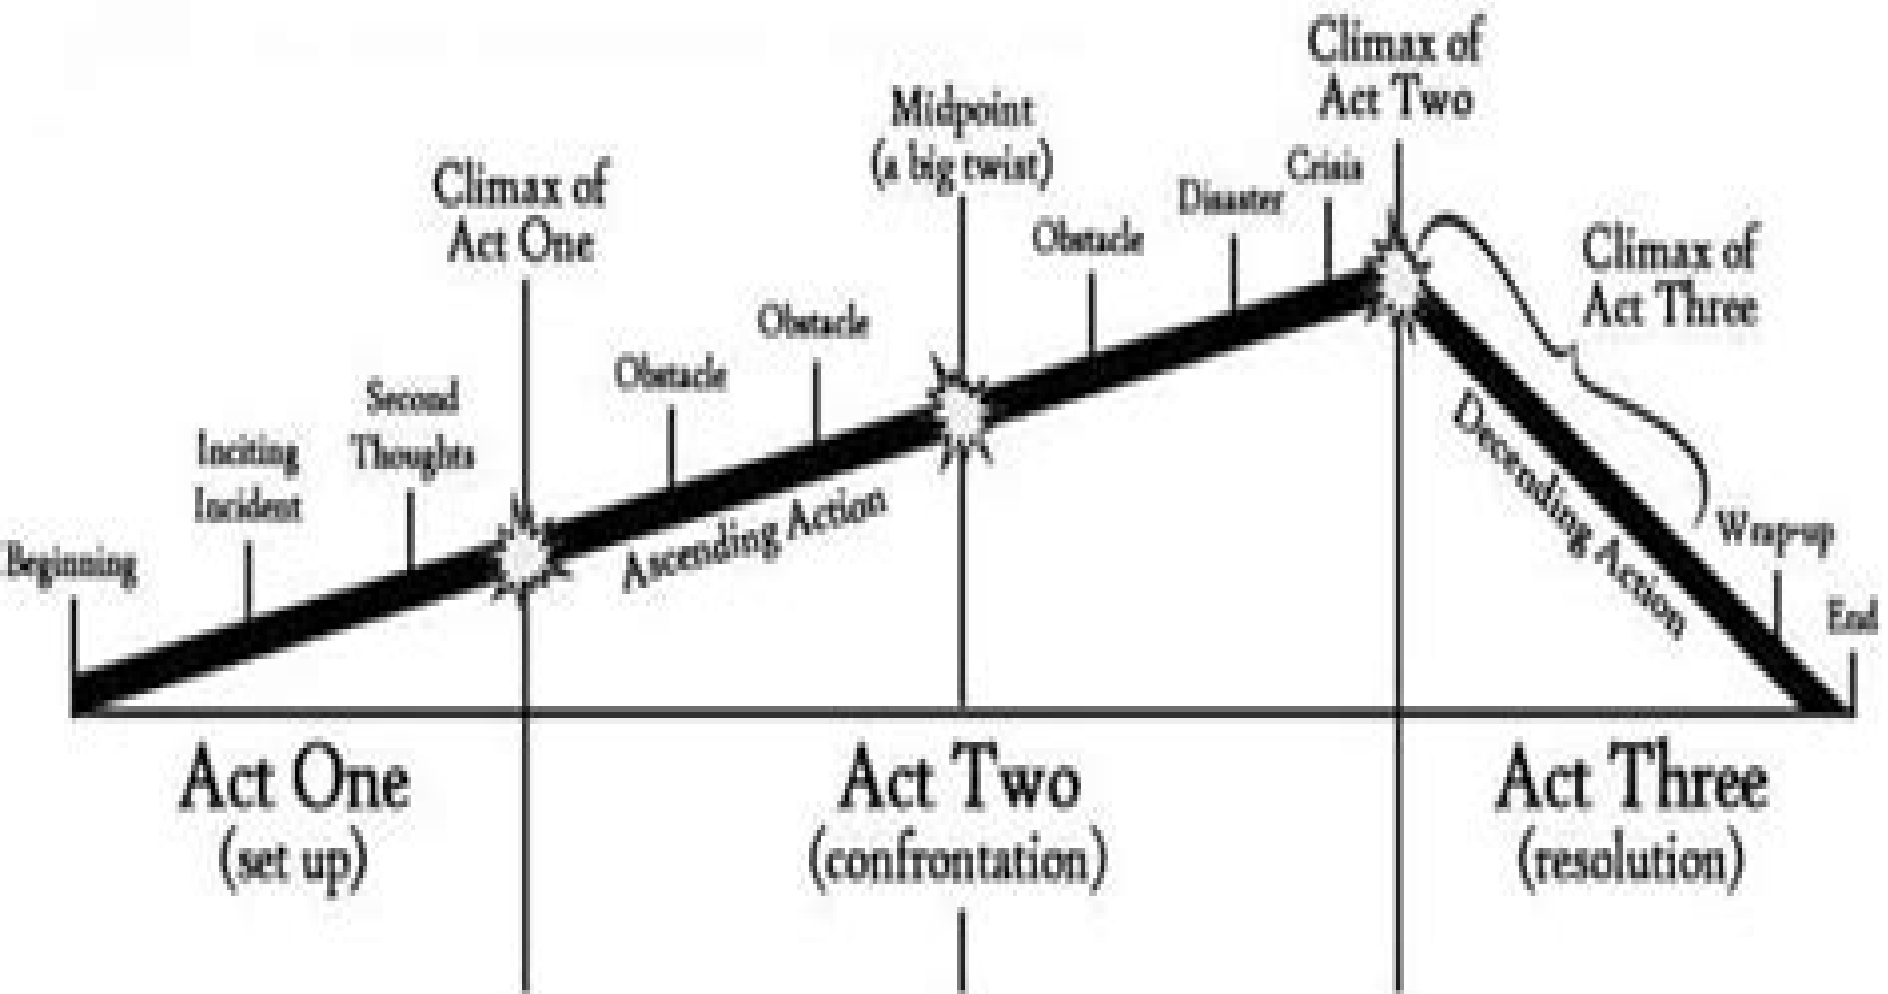 Climax of
Act Two
Midpoint
(a big twist)
Crisis
Climax of
Act One
Disaster
Obstacle
Climax of
Act Three
Obstacle
Obstacle
Second
Thoughts
Inciting
Incident
Beginning
Ascending Action
Decending Action
Wrap-up
End
Act One
(set up)
Act Two
(confrontation)
Act Three
(resolution)